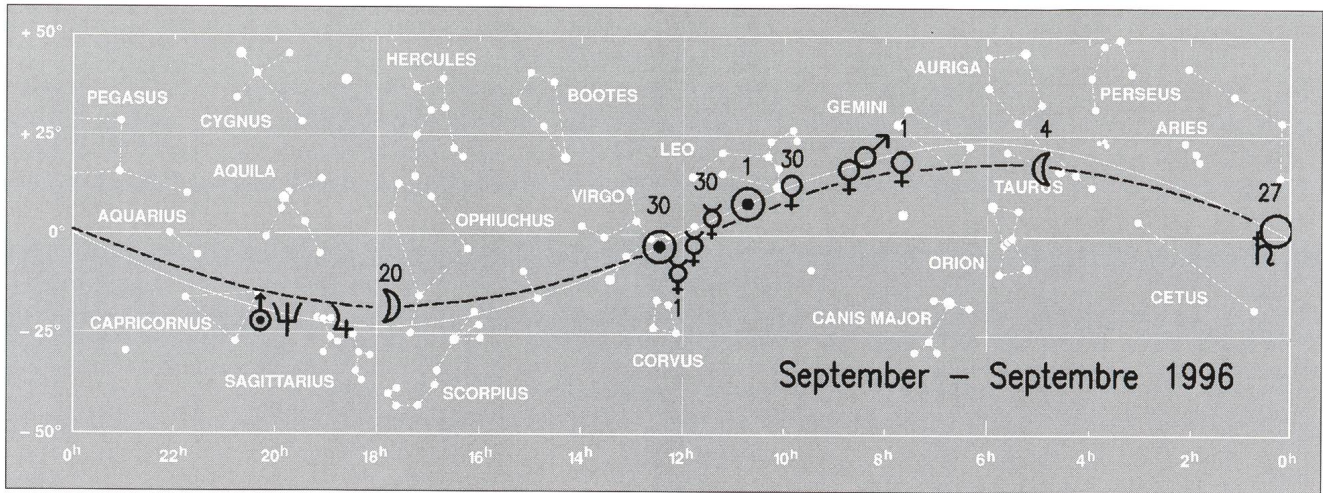 +50°
HERCULES
AURIGA
PEGASUS
BOOTES
PERSEUS
CYGNUS
GEMINI
1
4
+25°
ARIES
LEO
30
AQUILA
1
30
27
VIRGO
30
AQUARIUS
OPHIUCHUS
TAURUS
0°
20
ORION
1
CETUS
CAPRICORNUS
CANIS MAJOR
−25°
CORVUS
SAGITTARIUS
SCORPIUS
September – Septembre 1996
−50°
0h 22h 20h 18h 16h 14h 12h 10h 8h 6h 4h 2h 0h